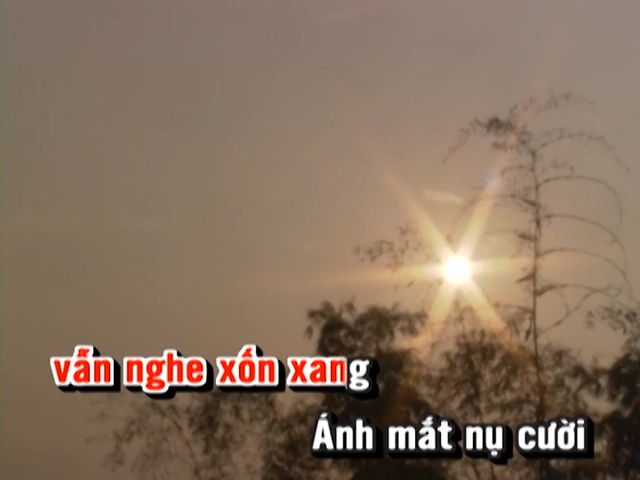 vẫn nghe xốn xang
Ánh mắt nụ cười